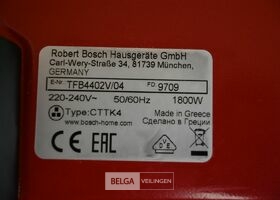 Robert Bosch Hausgeräte GmbH
Carl-Wery-Straße 34, 81739 München,
GERMANY
E-Nr. TFB4402V/04 FD 9709
220-240V~ 50/60Hz 1800W
Type: CTTK4
www.bosch-home.com
Made in Greece
Сделано в Греции
CE EAC VDE
BELGA VEILINGEN